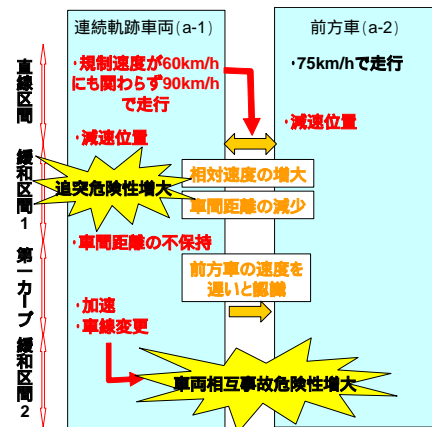 連続軌跡車両(a-1)
前方車(a-2)
直線区間
・規制速度が60km/h
にも関わらず90km/h
で走行
・75km/hで走行
・減速位置
・減速位置
緩和区間1
追突危険性増大
相対速度の増大
車間距離の減少
・車間距離の不保持
第一カーブ
前方車の速度を
遅いと認識
・加速
・車線変更
緩和区間2
車両相互事故危険性増大